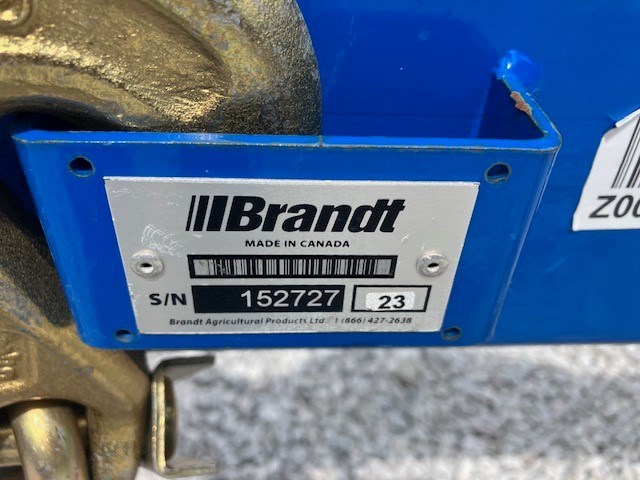 Brandt
MADE IN CANADA
S/N 152727 23
Brandt Agricultural Products Ltd. 1 (866) 427-2638
Z00